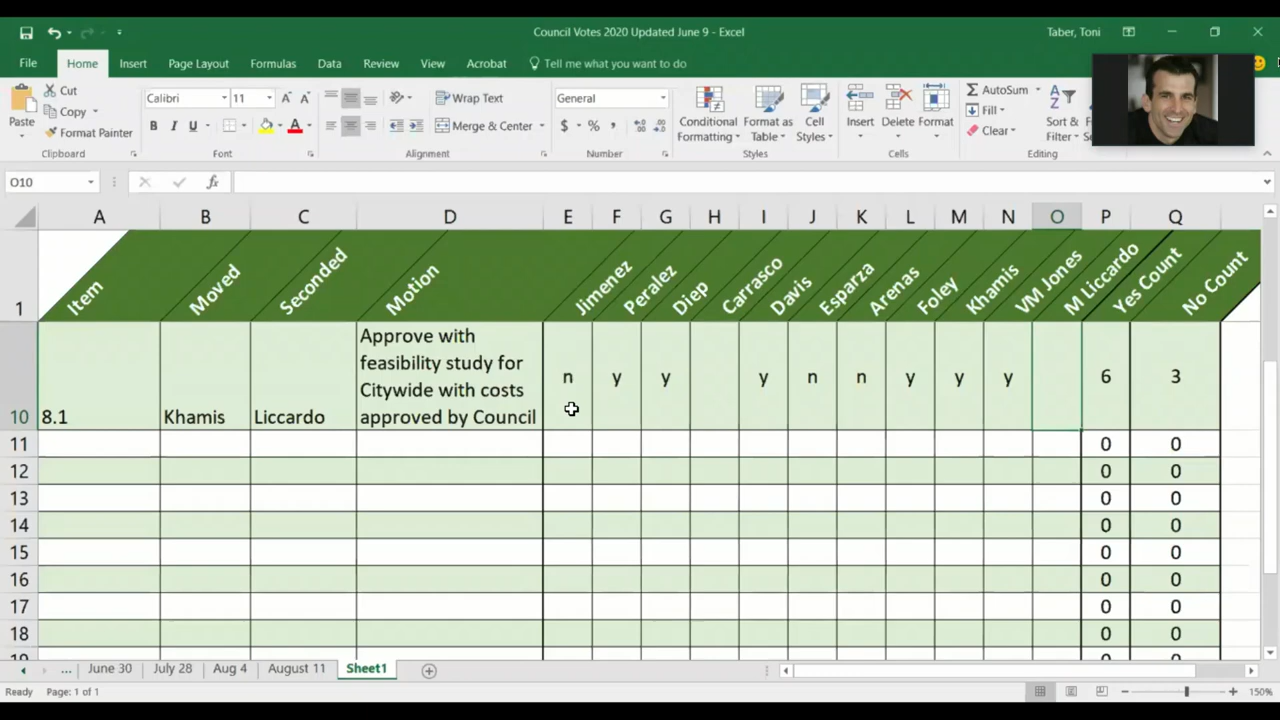 Council Votes 2020 Updated June 9 - Excel
Taber, Toni
File Home Insert Page Layout Formulas Data Review View Acrobat Tell me what you want to do
Paste
Cut
Copy
Format Painter
Clipboard
Calibri 11
B I U
Font
Wrap Text
Merge & Center
Alignment
General
$ % ,
Number
Conditional Formatting
Format as Table
Cell Styles
Styles
Insert Delete Format
Cells
AutoSum
Fill
Clear
Sort & Filter
Editing
O10
fx
A B C D E F G H I J K L M N O P Q
1 Item Moved Seconded Motion Jimenez Peralez Diep Carrasco Davis Esparza Arenas Foley Khamis VM Jones M Liccardo Yes Count No Count
Approve with
feasibility study for
Citywide with costs
approved by Council
10 8.1 Khamis Liccardo n y y y n n y y y 6 3
11 0 0
12 0 0
13 0 0
14 0 0
15 0 0
16 0 0
17 0 0
18 0 0
... June 30 July 28 Aug 4 August 11 Sheet1
Ready Page: 1 of 1 150%